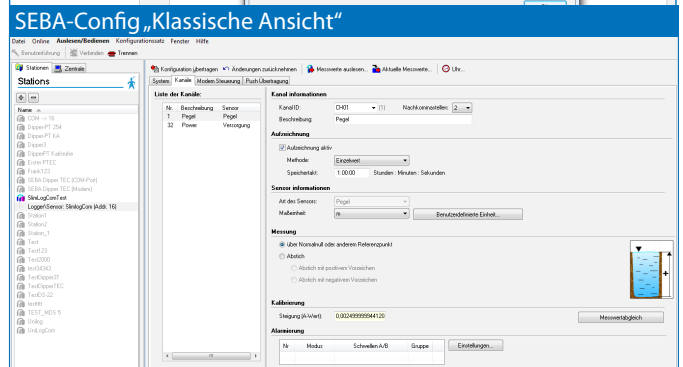 SEBA-Config „Klassische Ansicht“
Datei Online Auslesen/Bedienen Konfigurationssatz Fenster Hilfe
Benutzerführung Verbinden Trennen
Stationen Zentrale
Stations
Name
COM -> 16
Dipper-PT 254
Dipper-PT KA
Dipper3
DipperPT Karlsruhe
Erster PTEC
Frank123
SEBA Dipper TEC (COM-Port)
SEBA Dipper TEC (Modem)
SlimLogComTest
Logger\Sensor: SlimlogCom (Addr. 16)
Station1
Station2
Station_1
Test
Test123
Test2000
test34343
TestDipper3T
TestDipperTEC
TestDS-22
testtttt
TEST_MDS 5
Unilog
UniLogCom
Konfiguration übertragen Änderungen zurücknehmen Messwerte auslesen... Aktuelle Messwerte... Uhr...
System Kanäle Modem Steuerung Push Übertragung
Liste der Kanäle:
Nr. Beschreibung Sensor
1 Pegel Pegel
32 Power Versorgung
Kanal informationen
Kanal ID: CH01 (1) Nachkommastellen: 2
Beschreibung: Pegel
Aufzeichnung
Aufzeichnung aktiv
Methode: Einzelwert
Speichertakt: 1:00:00 Stunden : Minuten : Sekunden
Sensor informationen
Art des Sensors: Pegel
Maßeinheit: m Benutzerdefinierte Einheit...
Messung
über Normalnull oder anderem Referenzpunkt
Abstich
Abstich mit positivem Vorzeichen
Abstich mit negativem Vorzeichen
+
Kalibrierung
Steigung (A-Wert): 0,002499999944120 Messwertabgleich
Alarmierung
Nr Modus Schwellen A/B Gruppe Einstellungen...